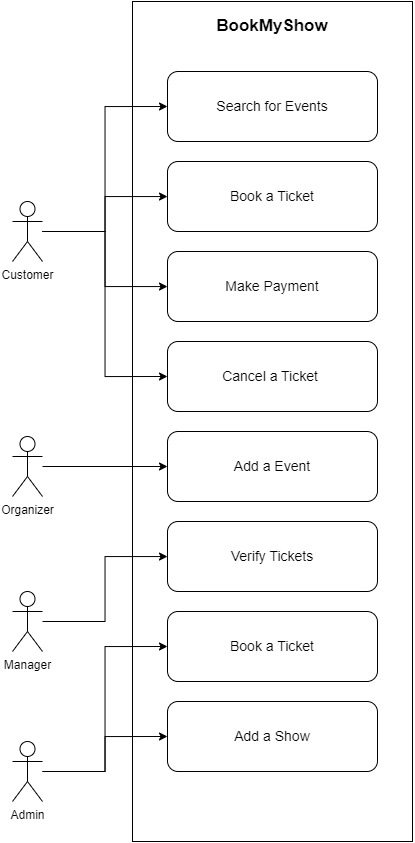 BookMyShow
Search for Events
Book a Ticket
Customer
Make Payment
Cancel a Ticket
Add a Event
Organizer
Verify Tickets
Manager
Book a Ticket
Add a Show
Admin